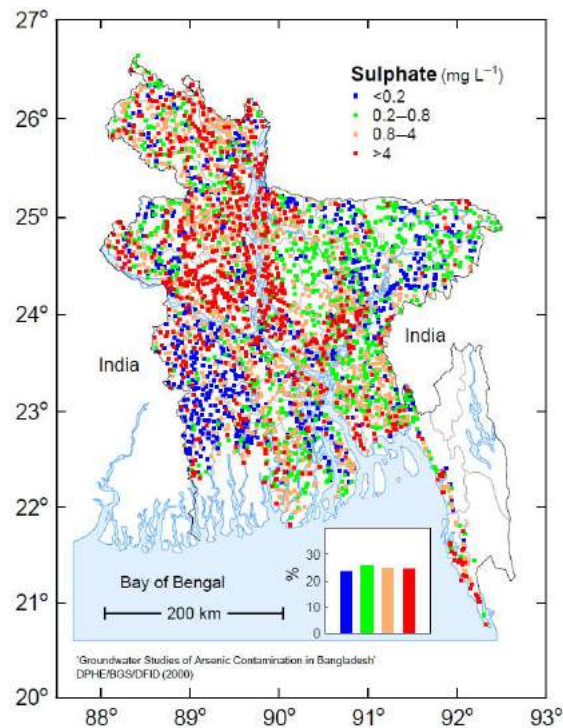 27°
26°
25°
24°
23°
22°
21°
20°
Sulphate (mg L⁻¹)
<0.2
0.2–0.8
0.8–4
>4
India
India
Bay of Bengal
200 km
%
30
20
10
0
'Groundwater Studies of Arsenic Contamination in Bangladesh'
DPHE/BGS/DFID (2000)
88° 89° 90° 91° 92° 93°